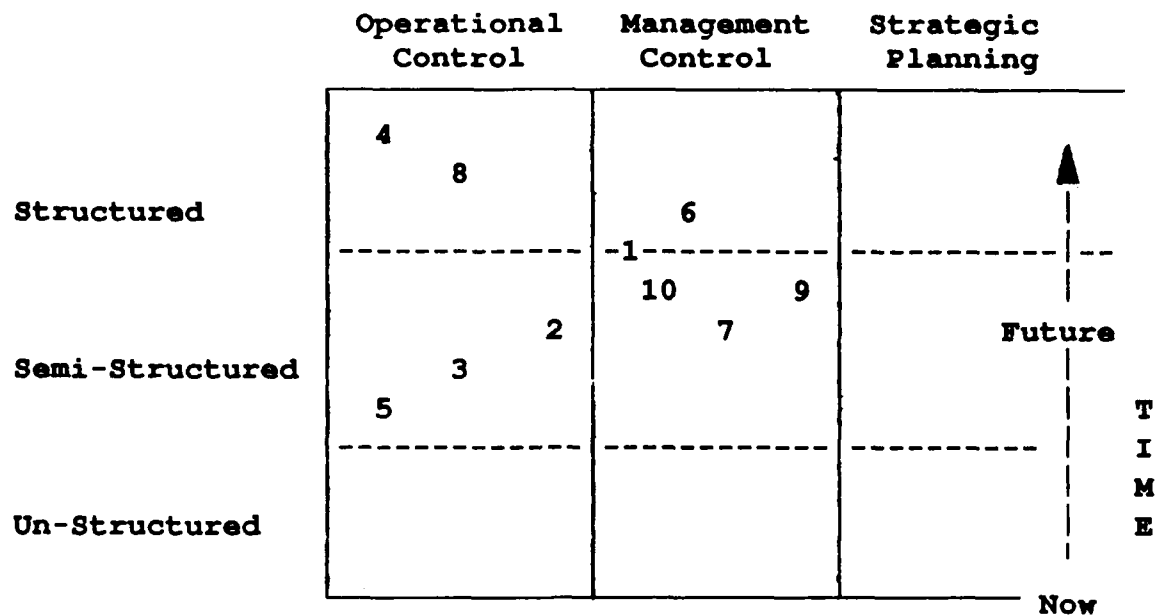 Operational Management Strategic
Control Control Planning
4
8
Structured 6
1
10 9
2 7 Future
Semi-Structured 3
5 T
I
M
Un-Structured E
Now